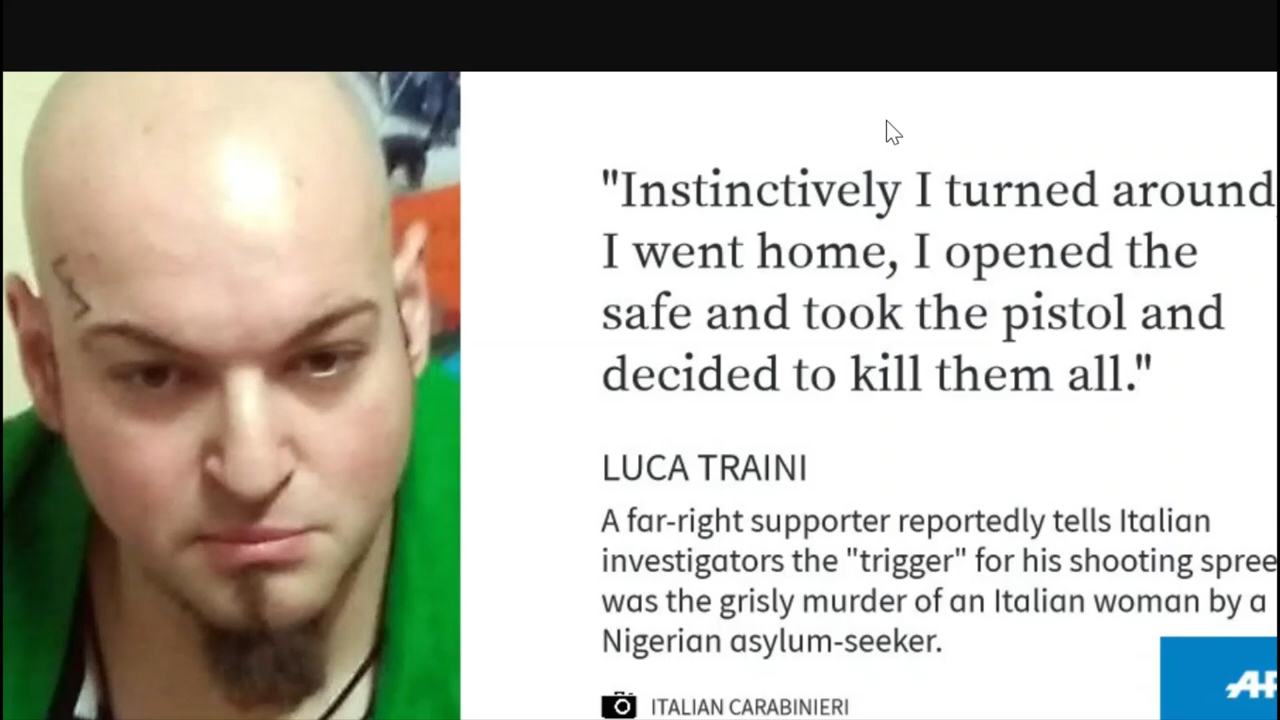 "Instinctively I turned around
I went home, I opened the
safe and took the pistol and
decided to kill them all."
LUCA TRAINI
A far-right supporter reportedly tells Italian
investigators the "trigger" for his shooting spree
was the grisly murder of an Italian woman by a
Nigerian asylum-seeker.
ITALIAN CARABINIERI